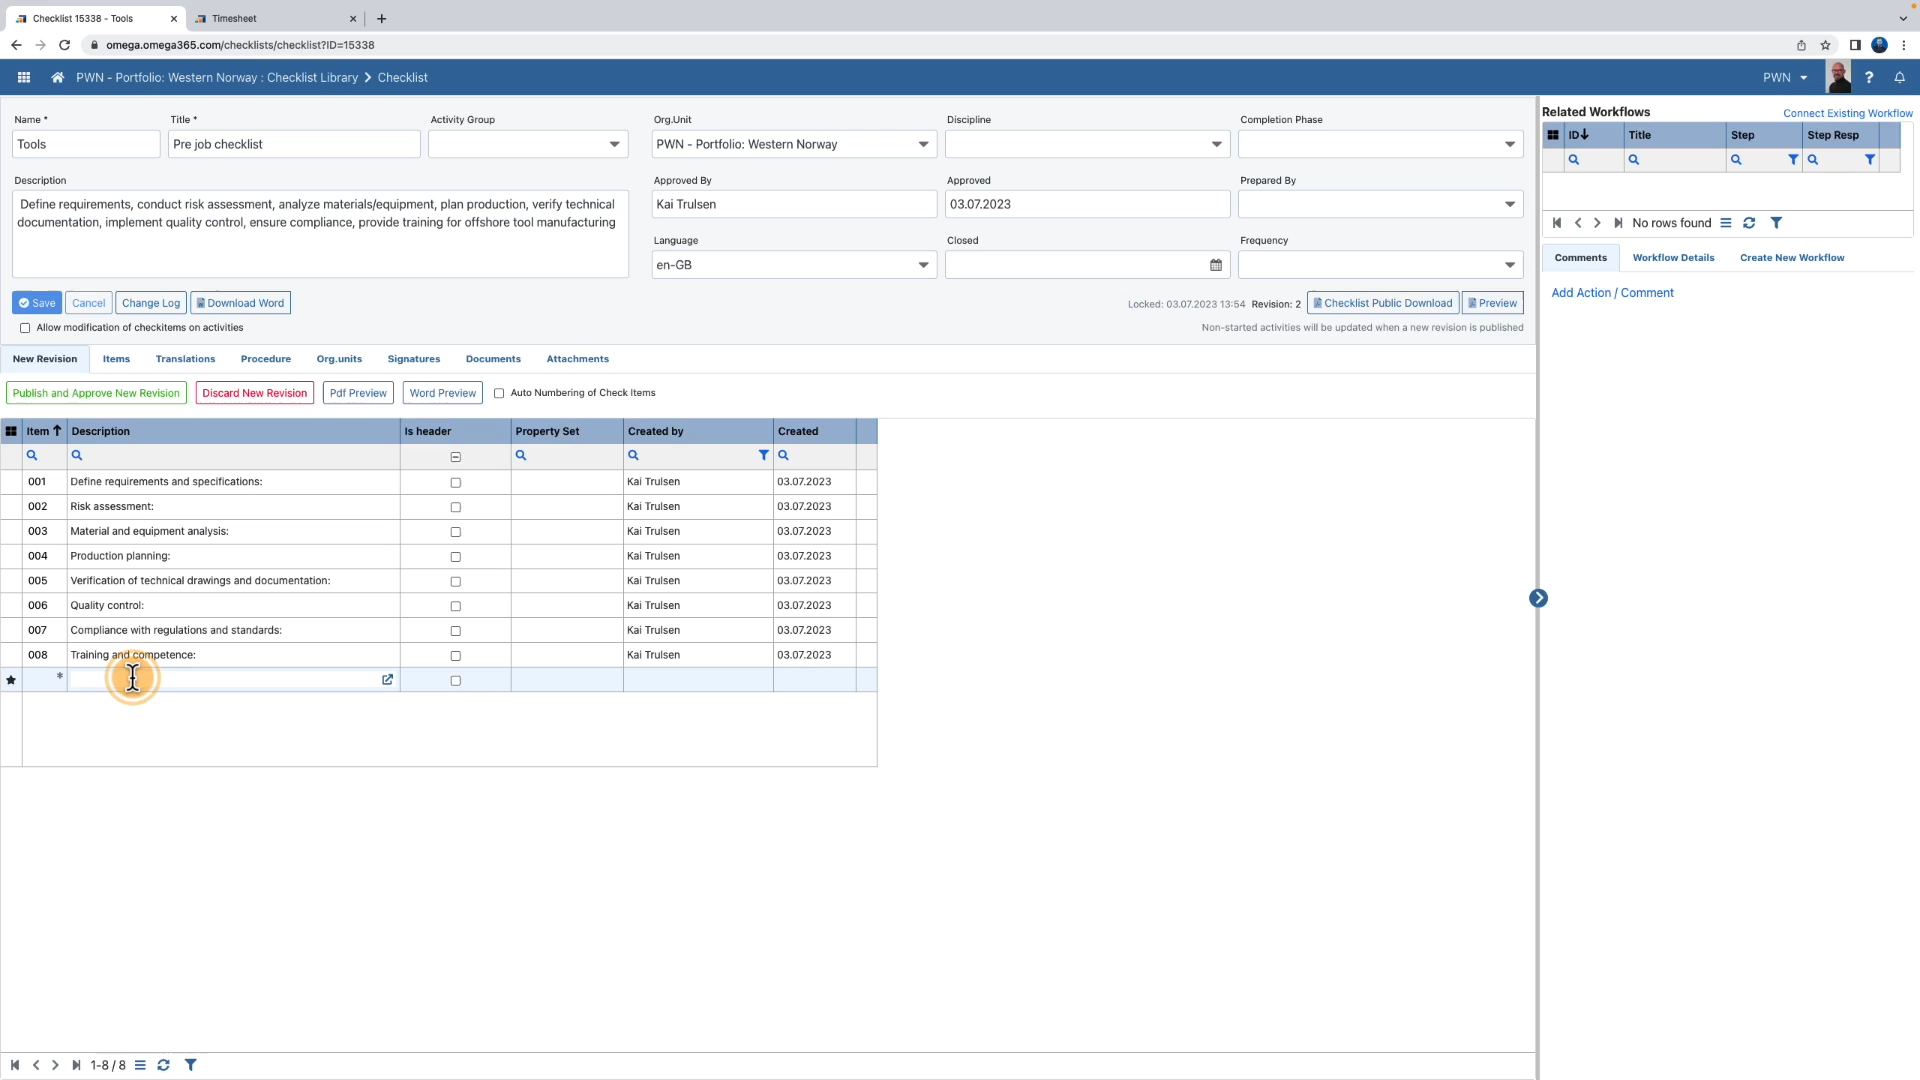 Checklist 15338 - Tools
Timesheet
omega.omega365.com/checklists/checklist?ID=15338
PWN - Portfolio: Western Norway : Checklist Library > Checklist
PWN
Name *
Title *
Activity Group
Org.Unit
Discipline
Completion Phase
Tools
Pre job checklist
PWN - Portfolio: Western Norway
Description
Approved By
Approved
Prepared By
Define requirements, conduct risk assessment, analyze materials/equipment, plan production, verify technical
documentation, implement quality control, ensure compliance, provide training for offshore tool manufacturing
Kai Trulsen
03.07.2023
Language
Closed
Frequency
en-GB
Save
Cancel
Change Log
Download Word
Locked: 03.07.2023 13:54 Revision: 2
Checklist Public Download
Preview
Allow modification of checkitems on activities
Non-started activities will be updated when a new revision is published
New Revision
Items
Translations
Procedure
Org.units
Signatures
Documents
Attachments
Publish and Approve New Revision
Discard New Revision
Pdf Preview
Word Preview
Auto Numbering of Check Items
Item Description Is header Property Set Created by Created
001 Define requirements and specifications: Kai Trulsen 03.07.2023
002 Risk assessment: Kai Trulsen 03.07.2023
003 Material and equipment analysis: Kai Trulsen 03.07.2023
004 Production planning: Kai Trulsen 03.07.2023
005 Verification of technical drawings and documentation: Kai Trulsen 03.07.2023
006 Quality control: Kai Trulsen 03.07.2023
007 Compliance with regulations and standards: Kai Trulsen 03.07.2023
008 Training and competence: Kai Trulsen 03.07.2023
*
1-8 / 8
Related Workflows
Connect Existing Workflow
ID Title Step Step Resp
No rows found
Comments
Workflow Details
Create New Workflow
Add Action / Comment